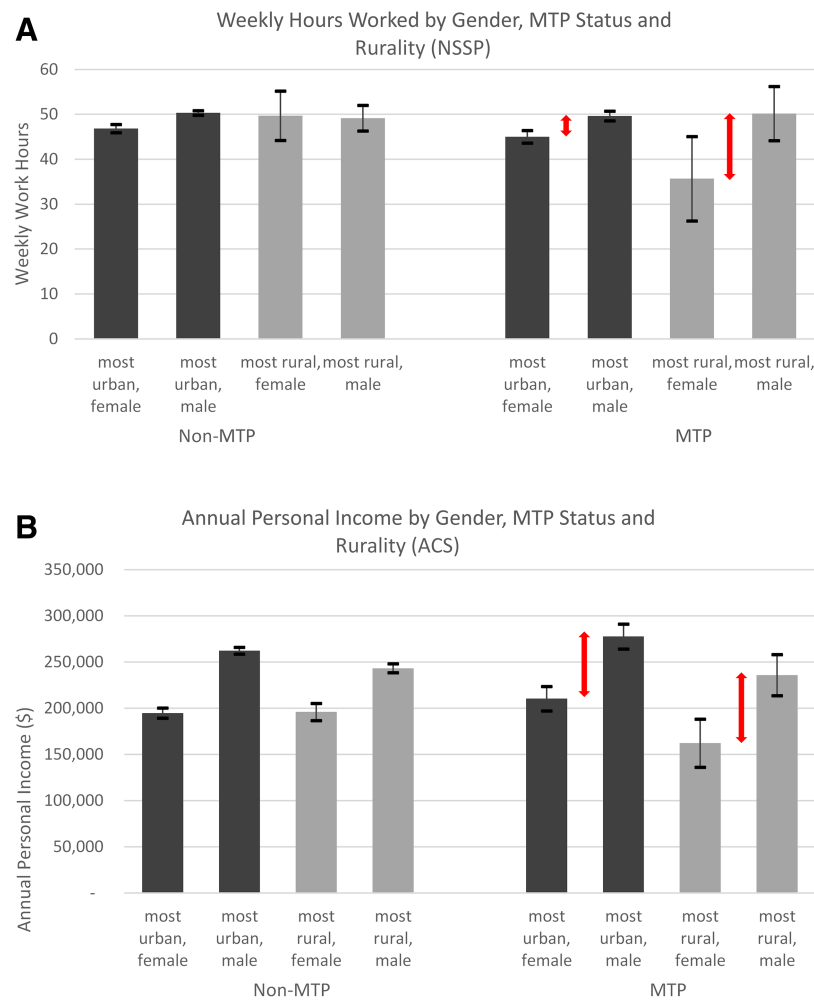 A
Weekly Hours Worked by Gender, MTP Status and
Rurality (NSSP)
Weekly Work Hours
60
50
40
30
20
10
0
most urban, female
most urban, male
most rural, female
most rural, male
most urban, female
most urban, male
most rural, female
most rural, male
Non-MTP
MTP
B
Annual Personal Income by Gender, MTP Status and
Rurality (ACS)
Annual Personal Income ($)
350,000
300,000
250,000
200,000
150,000
100,000
50,000
-
most urban, female
most urban, male
most rural, female
most rural, male
most urban, female
most urban, male
most rural, female
most rural, male
Non-MTP
MTP